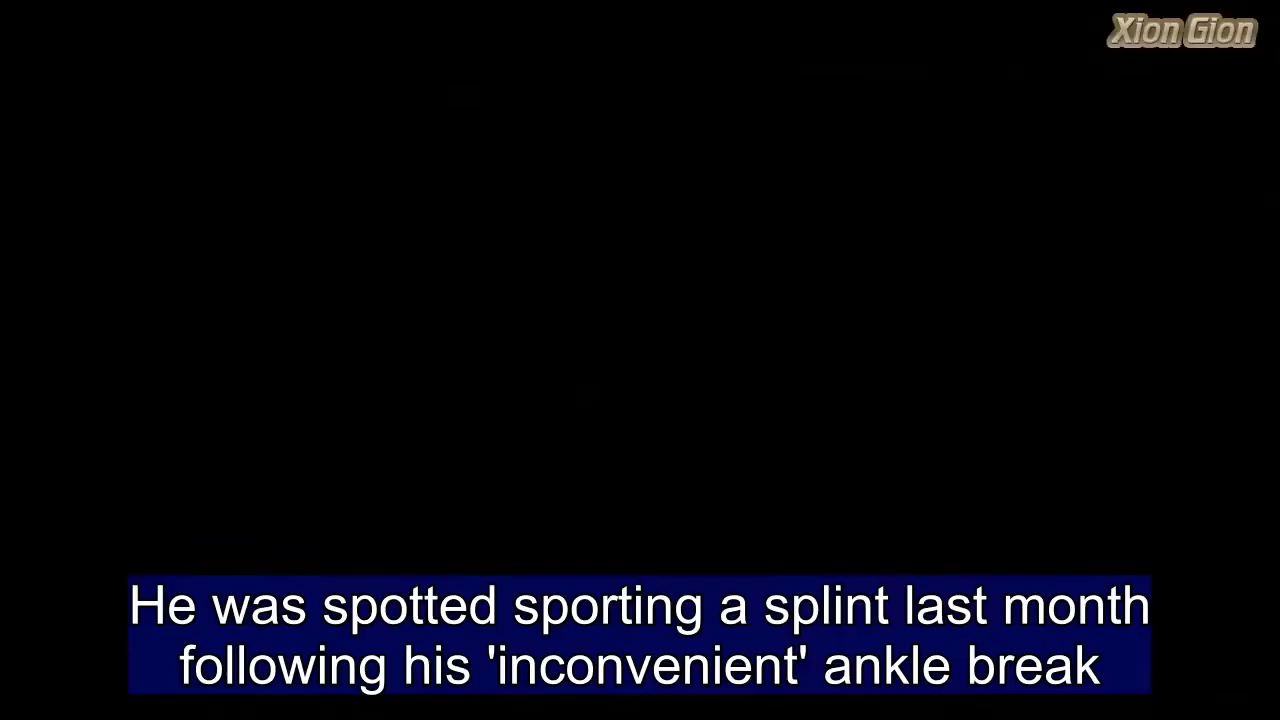 Xion Gion
He was spotted sporting a splint last month
following his 'inconvenient' ankle break